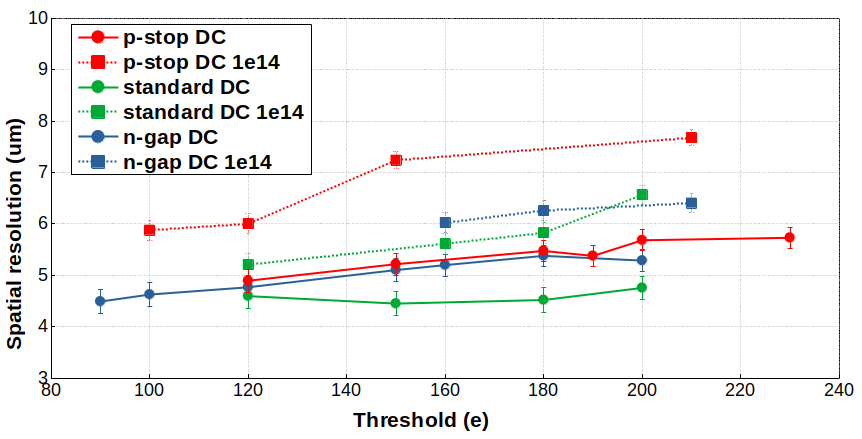 10
9
8
7
6
5
4
3
Spatial resolution (um)
p-stop DC
p-stop DC 1e14
standard DC
standard DC 1e14
n-gap DC
n-gap DC 1e14
80 100 120 140 160 180 200 220 240
Threshold (e)